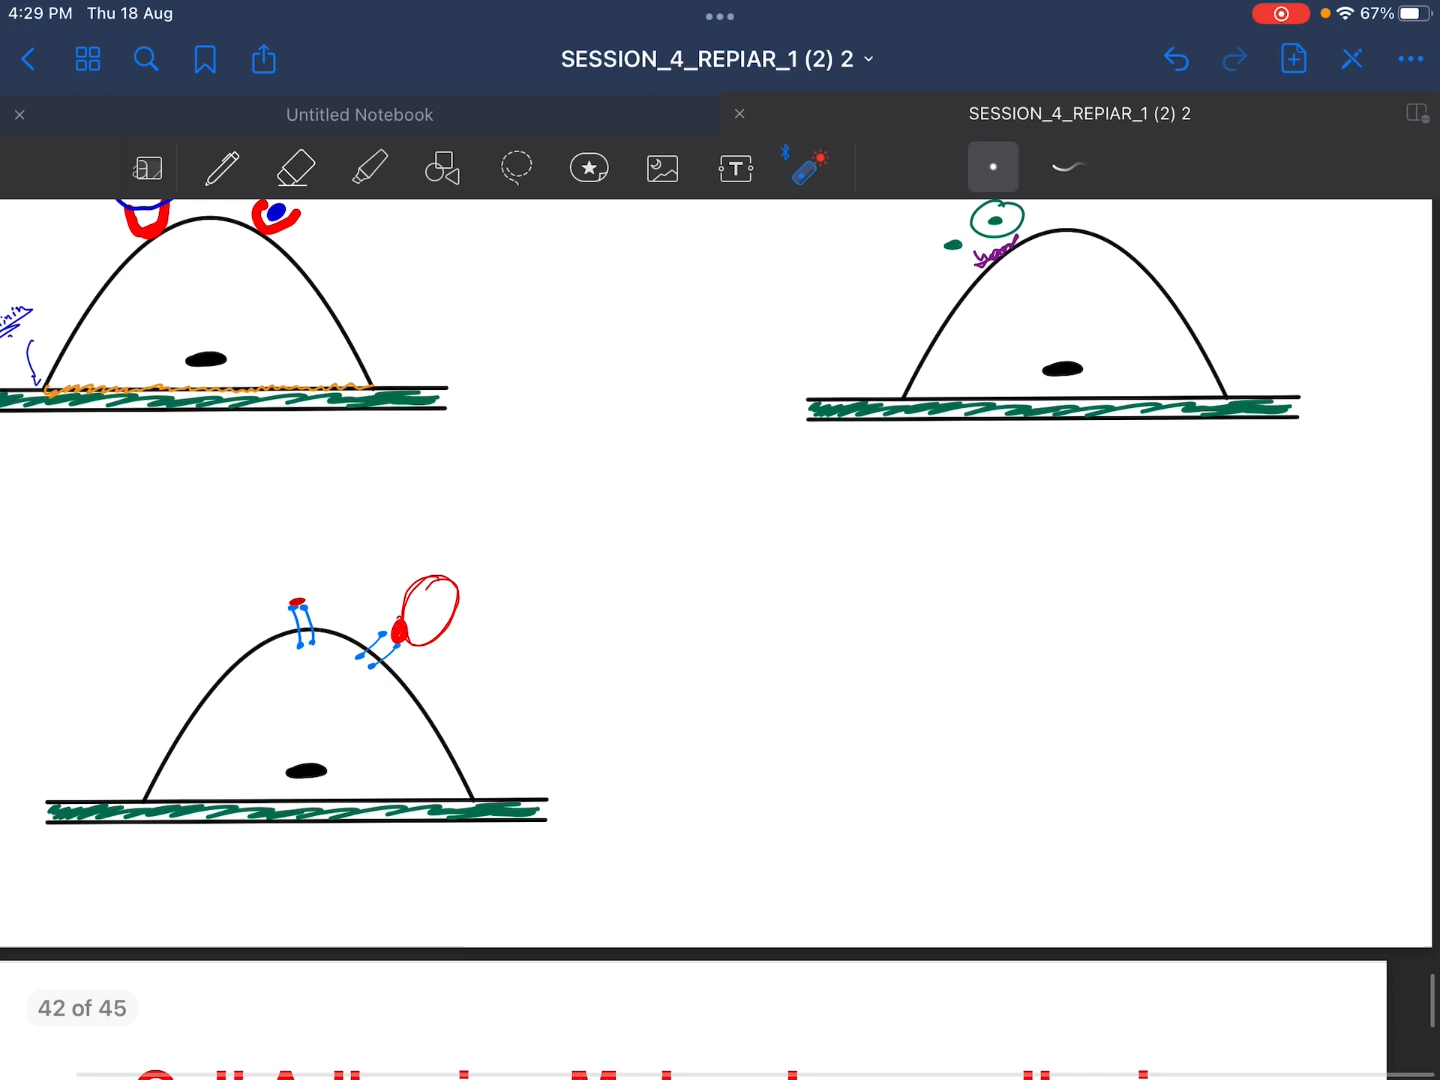 4:29 PM Thu 18 Aug
67%
SESSION_4_REPIAR_1 (2) 2
Untitled Notebook
SESSION_4_REPIAR_1 (2) 2
T
42 of 45